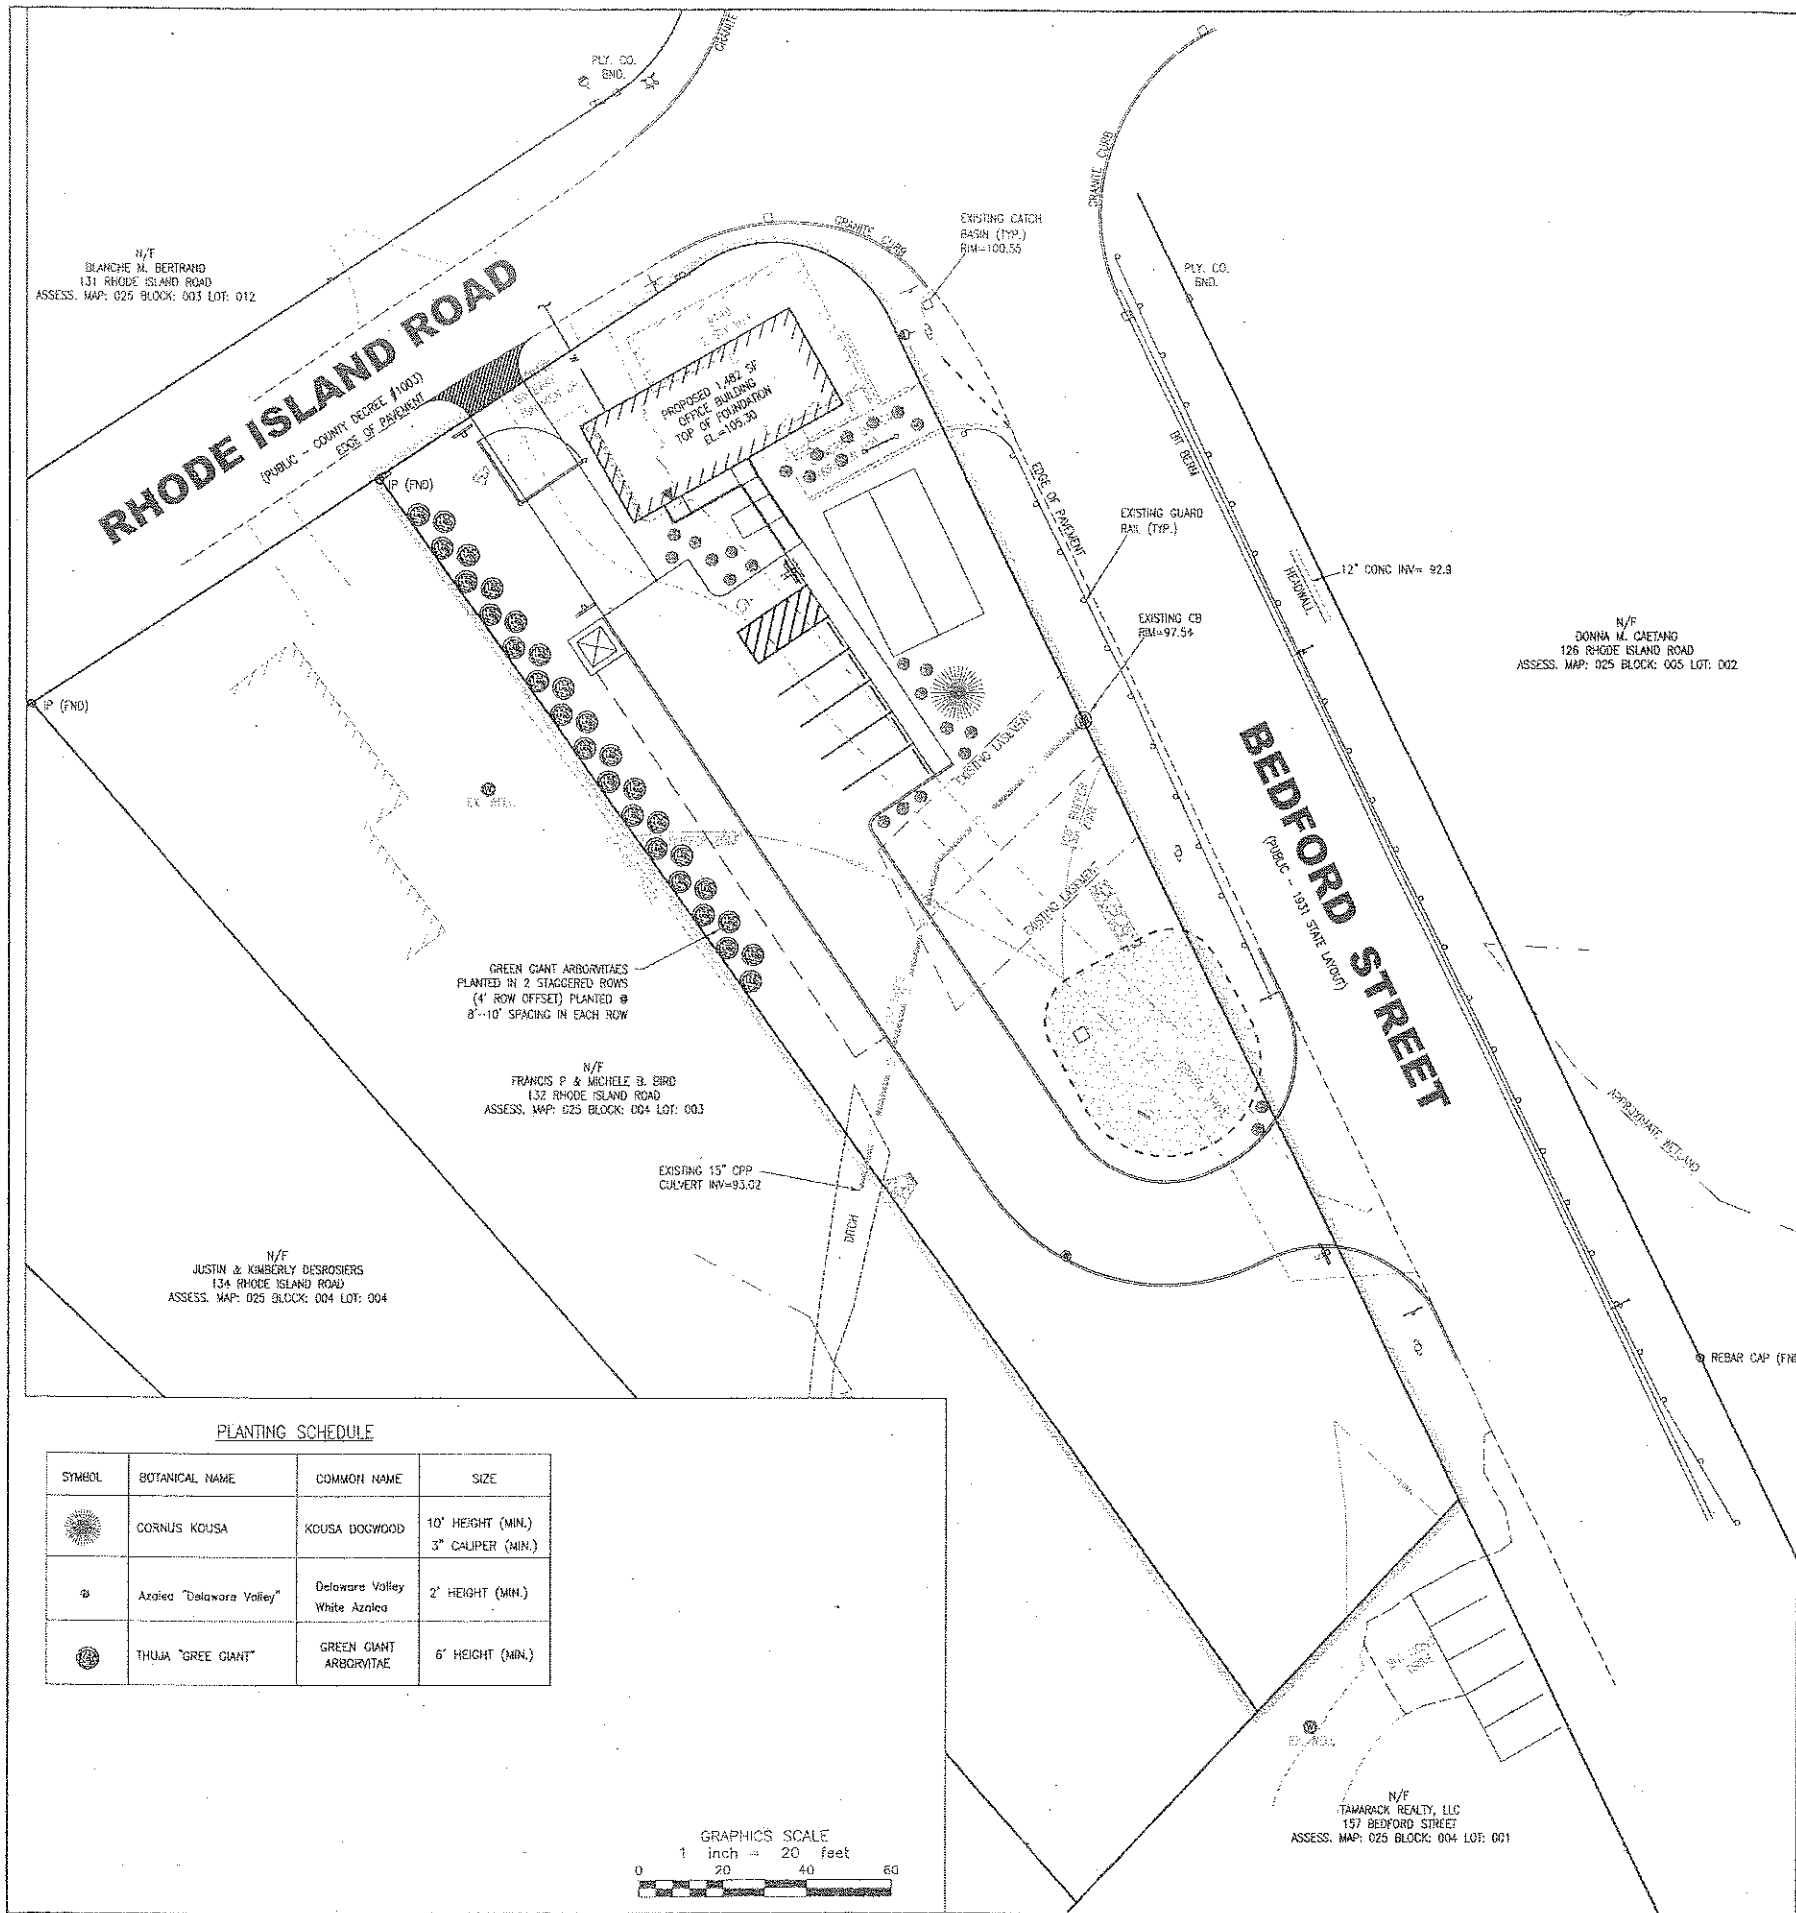 GRANITE
PLY. CO.
BND.
N/F
BLANCHE M. BERTRAND
131 RHODE ISLAND ROAD
ASSESS. MAP: 025 BLOCK: 003 LOT: 012
RHODE ISLAND ROAD
(PUBLIC - COUNTY DECREE #1003)
EDGE OF PAVEMENT
GRANITE CURB
EXISTING CATCH
BASIN (TYP.)
RIM=100.55
GRANITE CURB
PLY. CO.
BND.
PROPOSED 1,482 SF
OFFICE BUILDING
TOP OF FOUNDATION
EL.=105.30
IP (FND)
IP (FND)
EDGE OF PAVEMENT
BIT BERM
EXISTING GUARD
RAIL (TYP.)
HEADWALL
12" CONC INV= 92.9
EXISTING CB
RIM=97.54
N/F
DONNA M. CAETANO
126 RHODE ISLAND ROAD
ASSESS. MAP: 025 BLOCK: 005 LOT: 002
EXISTING EASEMENT
EXISTING EASEMENT
EX. WELL
BEDFORD STREET
(PUBLIC - 1931 STATE LAYOUT)
GREEN GIANT ARBORVITAES
PLANTED IN 2 STAGGERED ROWS
(4' ROW OFFSET) PLANTED @
8'-10' SPACING IN EACH ROW
N/F
FRANCIS P & MICHELE B. BIRD
132 RHODE ISLAND ROAD
ASSESS. MAP: 025 BLOCK: 004 LOT: 003
EXISTING 15" CPP
CULVERT INV=93.02
DITCH
APPROXIMATE WETLAND
N/F
JUSTIN & KIMBERLY DESROSIERS
134 RHODE ISLAND ROAD
ASSESS. MAP: 025 BLOCK: 004 LOT: 004
REBAR CAP (FND
PLANTING SCHEDULE
SYMBOL BOTANICAL NAME COMMON NAME SIZE
CORNUS KOUSA KOUSA DOGWOOD 10' HEIGHT (MIN.)
3" CALIPER (MIN.)
Azalea "Delaware Valley" Delaware Valley
White Azalea 2' HEIGHT (MIN.)
THUJA "GREE GIANT" GREEN GIANT
ARBORVITAE 6' HEIGHT (MIN.)
EX. WELL
N/F
TAMARACK REALTY, LLC
157 BEDFORD STREET
ASSESS. MAP: 025 BLOCK: 004 LOT: 001
GRAPHICS SCALE
1 inch = 20 feet
0 20 40 60